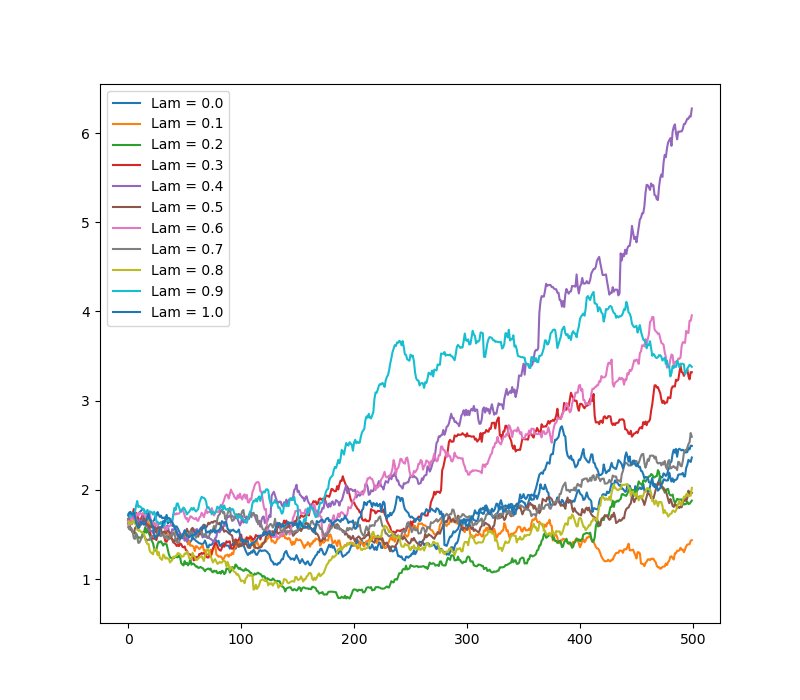 Lam = 0.0
Lam = 0.1
Lam = 0.2
Lam = 0.3
Lam = 0.4
Lam = 0.5
Lam = 0.6
Lam = 0.7
Lam = 0.8
Lam = 0.9
Lam = 1.0
6
5
4
3
2
1
0 100 200 300 400 500